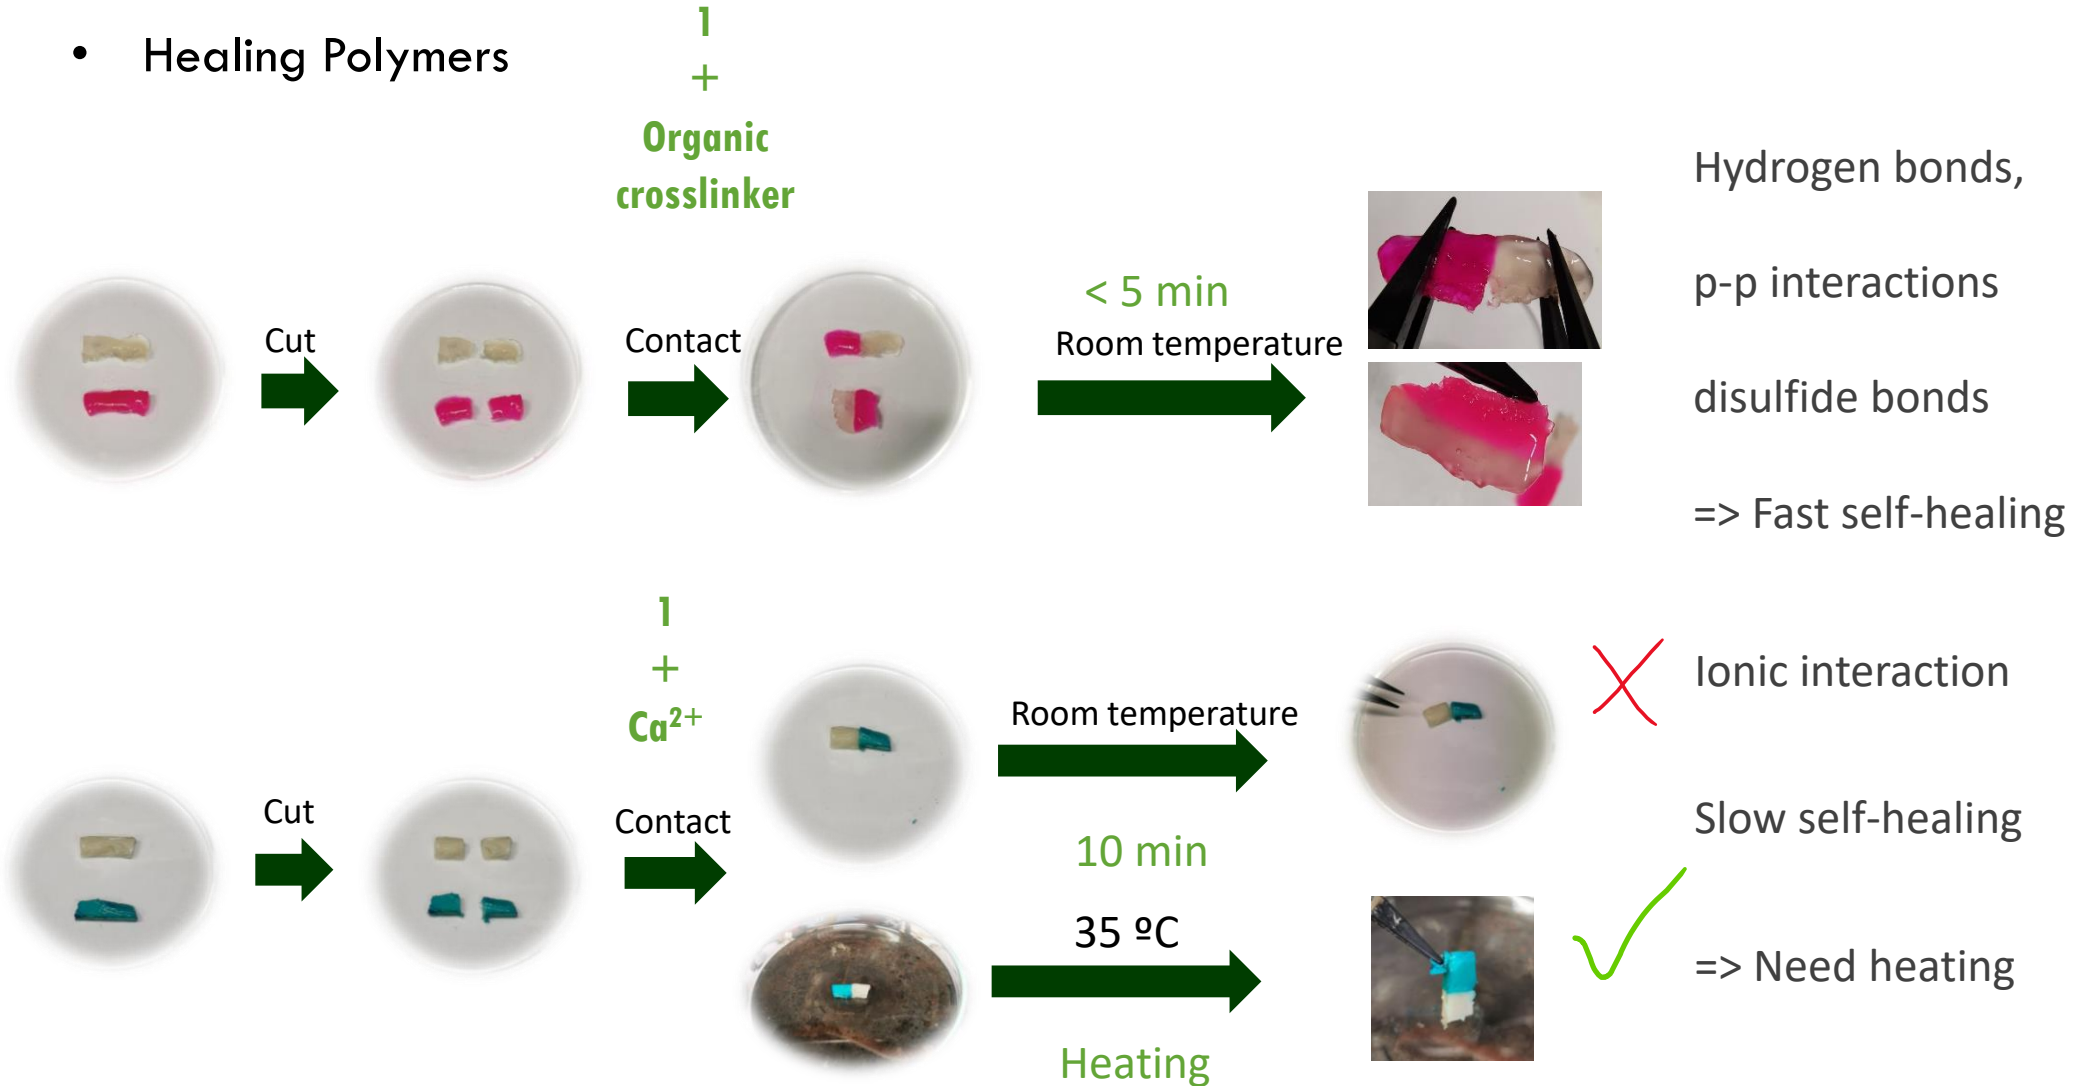 • Healing Polymers
1
+
Organic
crosslinker
Cut
Contact
< 5 min
Room temperature
Hydrogen bonds,
p-p interactions
disulfide bonds
=> Fast self-healing
1
+
Ca²⁺
Cut
Contact
Room temperature
10 min
35 ºC
Heating
Ionic interaction
Slow self-healing
=> Need heating